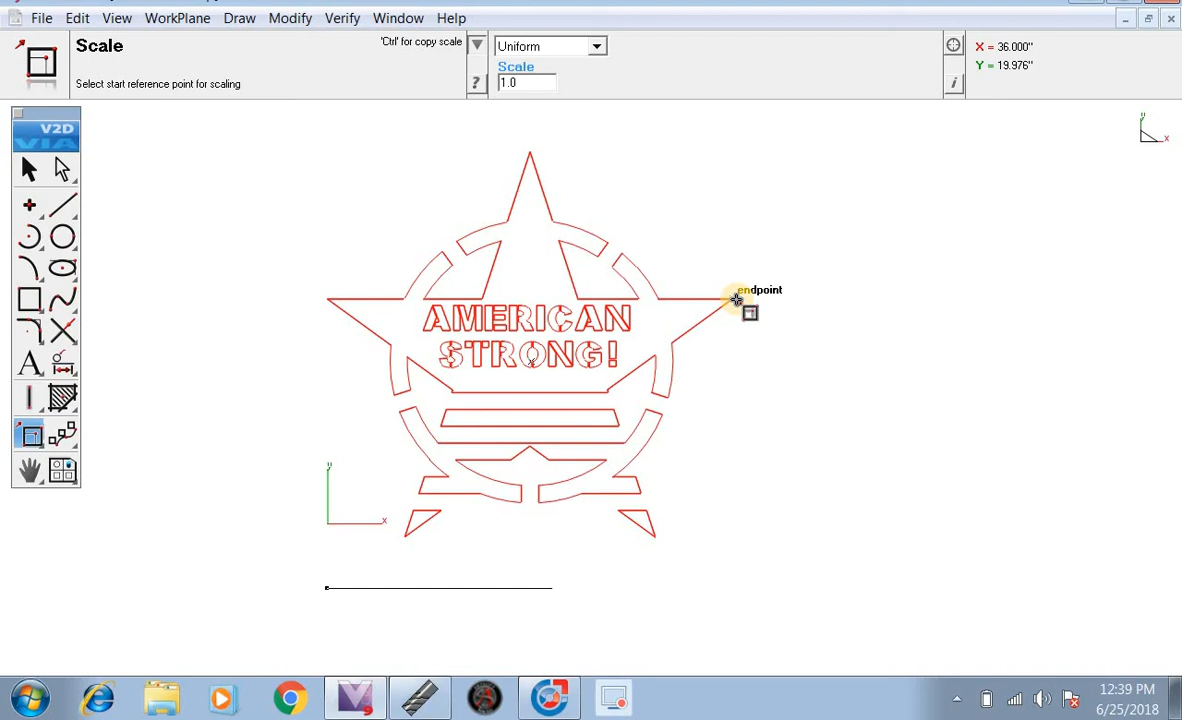 File Edit View WorkPlane Draw Modify Verify Window Help
Scale
'Ctrl' for copy scale
Select start reference point for scaling
Uniform
Scale
1.0
?
i
X = 36.000"
Y = 19.976"
V2D
VIA
A
y
x
endpoint
AMERICAN
STRONG!
y
x
12:39 PM
6/25/2018